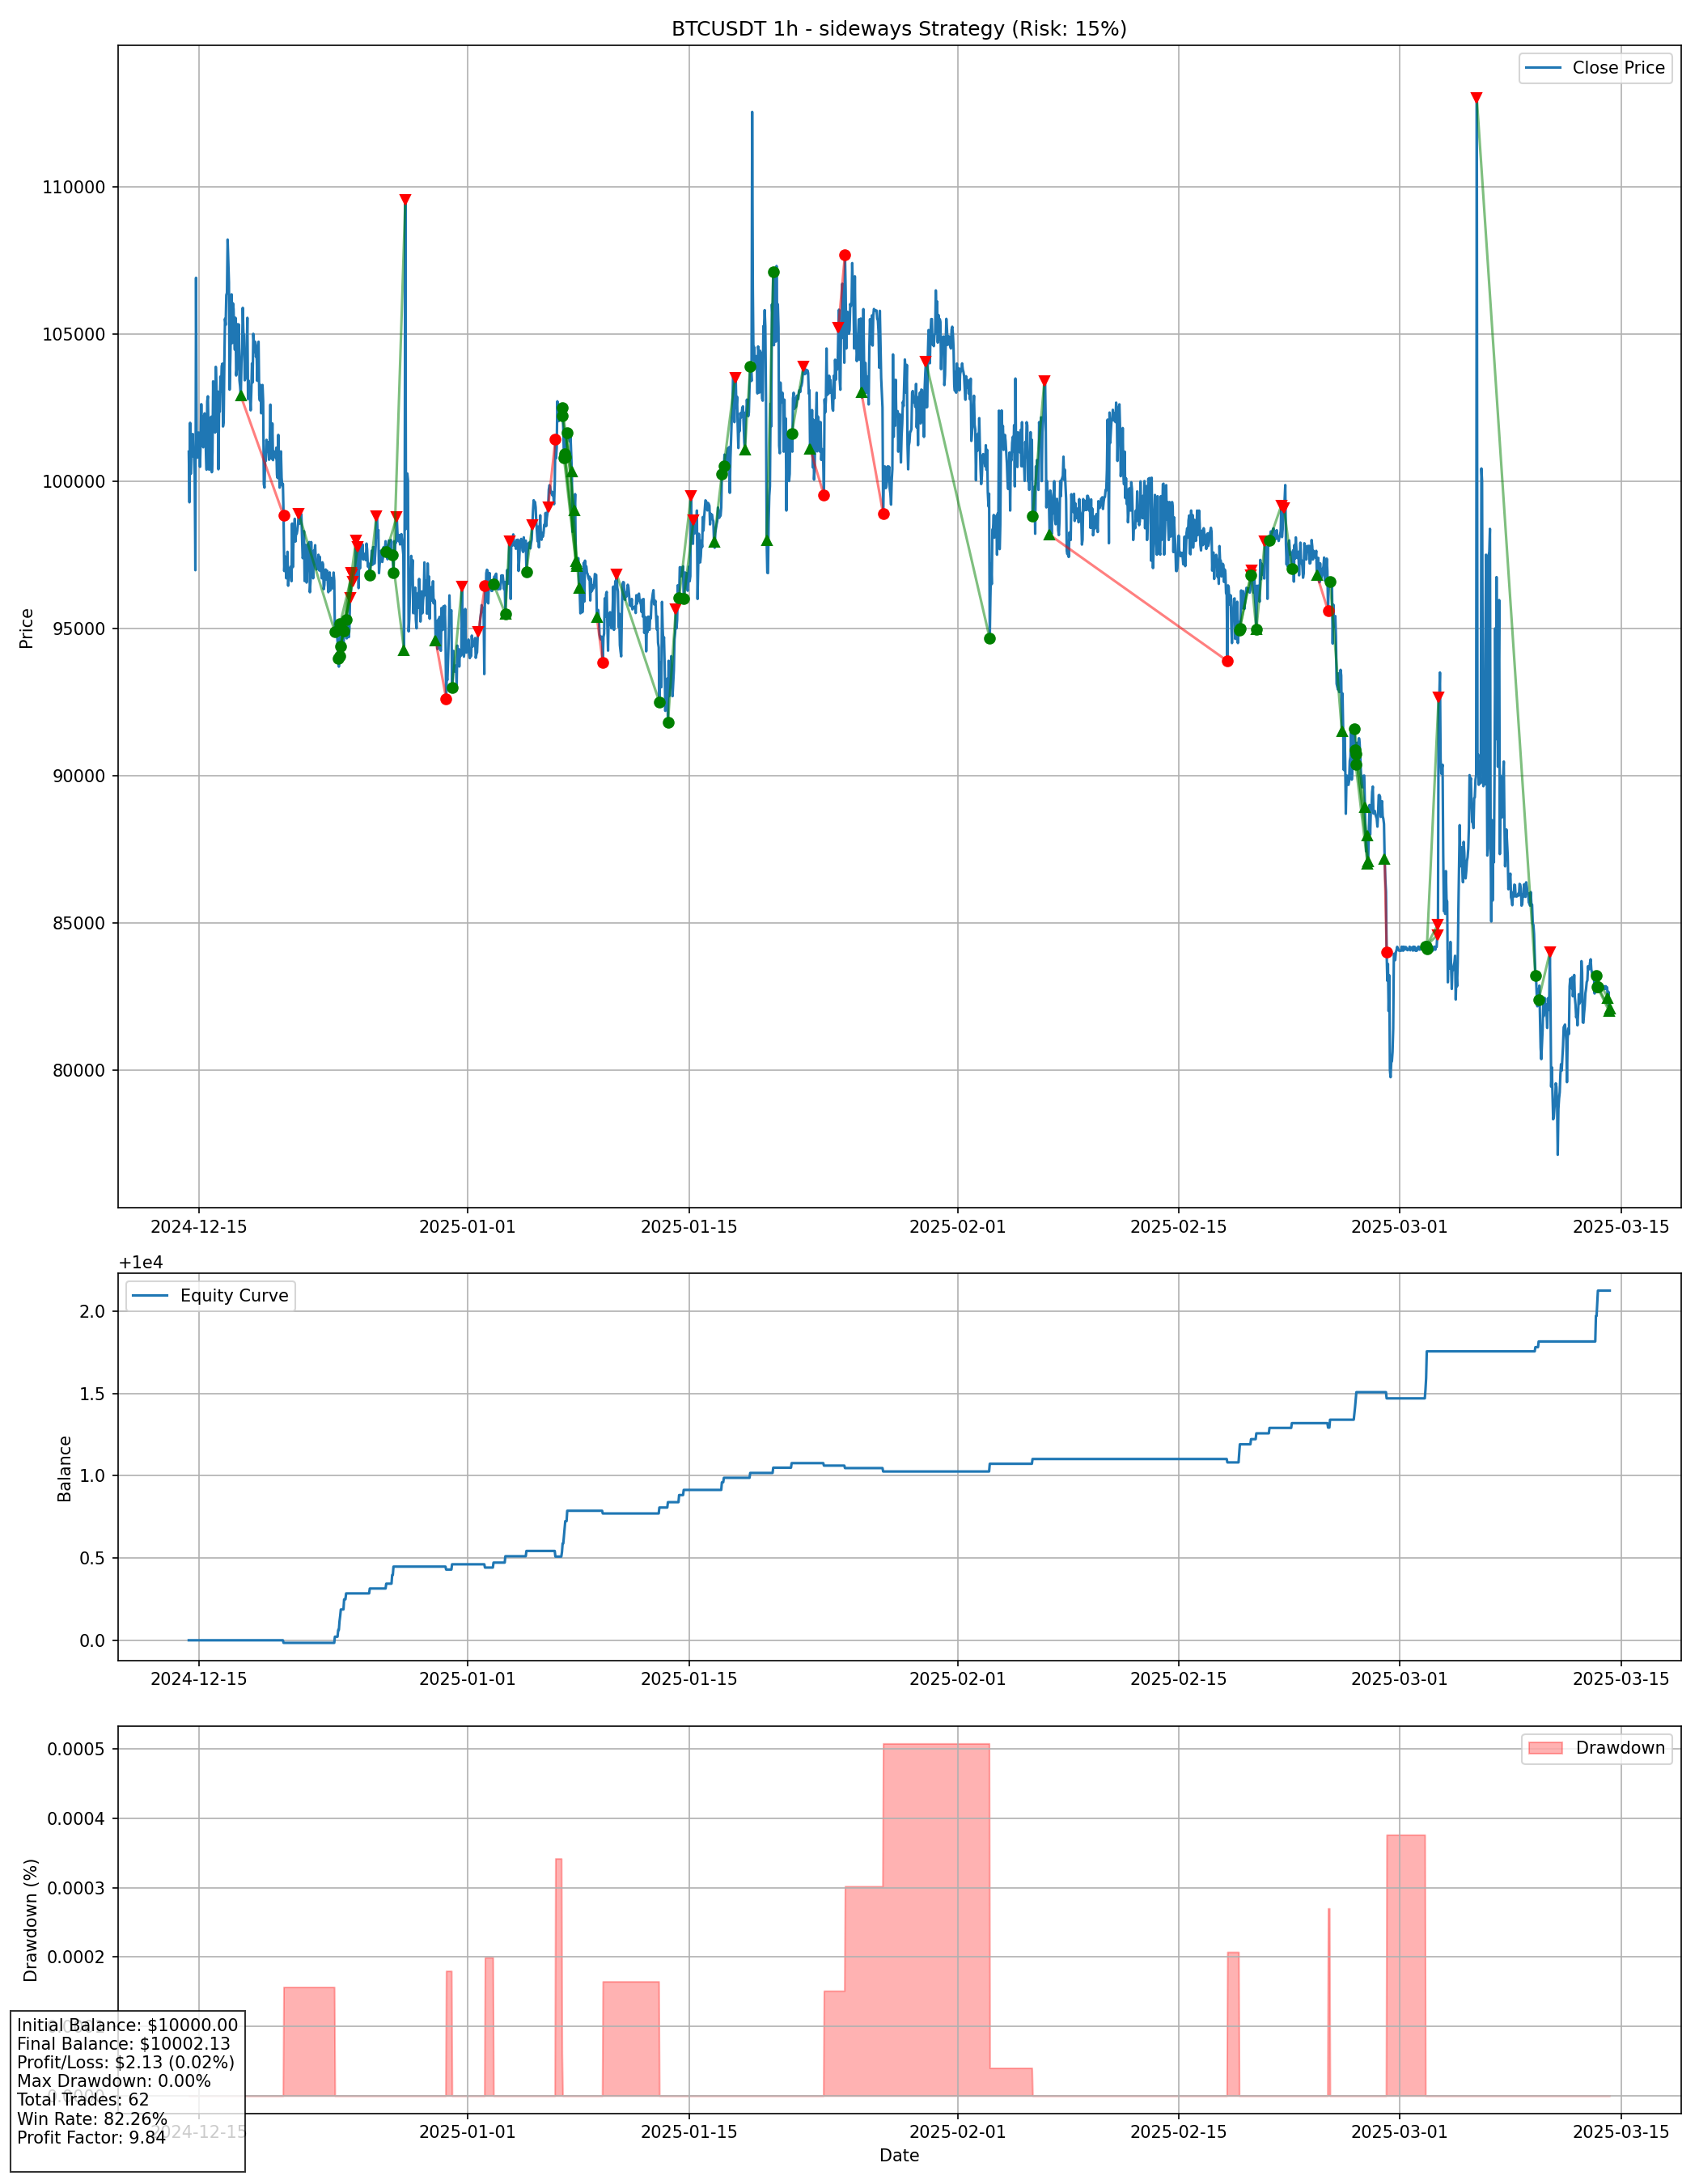 BTCUSDT 1h - sideways Strategy (Risk: 15%)
Close Price
110000
105000
100000
95000
90000
85000
80000
Price
2024-12-15
2025-01-01
2025-01-15
2025-02-01
2025-02-15
2025-03-01
2025-03-15
+1e4
Equity Curve
2.0
1.5
1.0
0.5
0.0
Balance
2024-12-15
2025-01-01
2025-01-15
2025-02-01
2025-02-15
2025-03-01
2025-03-15
Drawdown
0.0005
0.0004
0.0003
0.0002
0.0000
Drawdown (%)
Initial Balance: $10000.00
Final Balance: $10002.13
Profit/Loss: $2.13 (0.02%)
Max Drawdown: 0.00%
Total Trades: 62
Win Rate: 82.26%
Profit Factor: 9.84
2024-12-15
2025-01-01
2025-01-15
2025-02-01
2025-02-15
2025-03-01
2025-03-15
Date